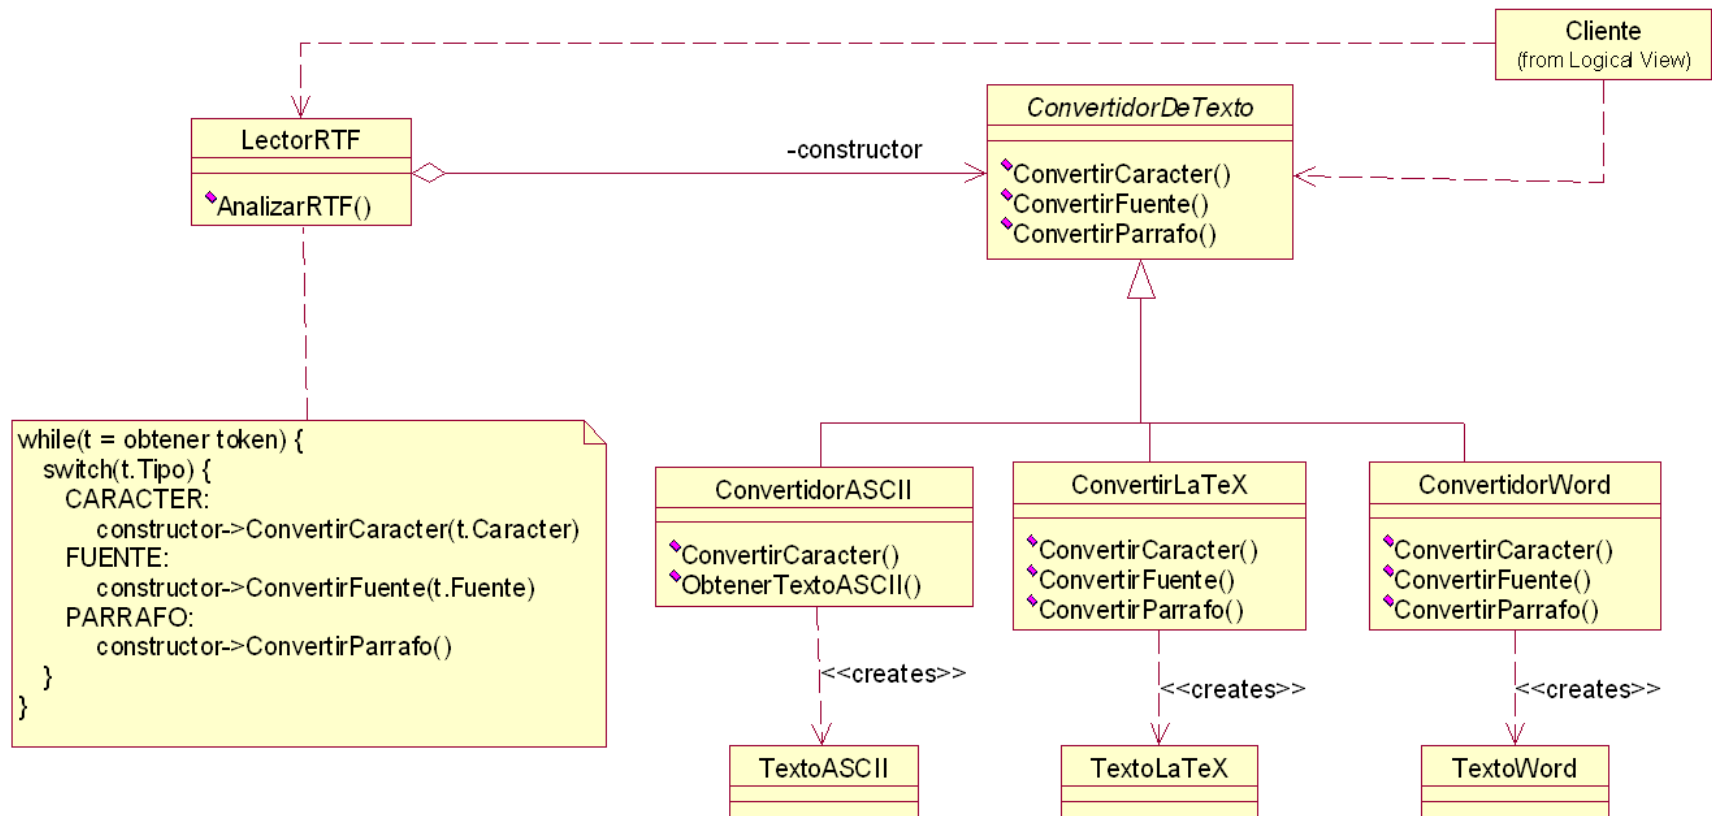 Cliente
(from Logical View)
ConvertidorDeTexto
ConvertirCaracter()
ConvertirFuente()
ConvertirParrafo()
LectorRTF
AnalizarRTF()
-constructor
while(t = obtener token) {
switch(t.Tipo) {
CARACTER:
constructor->ConvertirCaracter(t.Caracter)
FUENTE:
constructor->ConvertirFuente(t.Fuente)
PARRAFO:
constructor->ConvertirParrafo()
}
}
ConvertidorASCII
ConvertirCaracter()
ObtenerTextoASCII()
ConvertirLaTeX
ConvertirCaracter()
ConvertirFuente()
ConvertirParrafo()
ConvertidorWord
ConvertirCaracter()
ConvertirFuente()
ConvertirParrafo()
<<creates>>
<<creates>>
<<creates>>
TextoASCII
TextoLaTeX
TextoWord